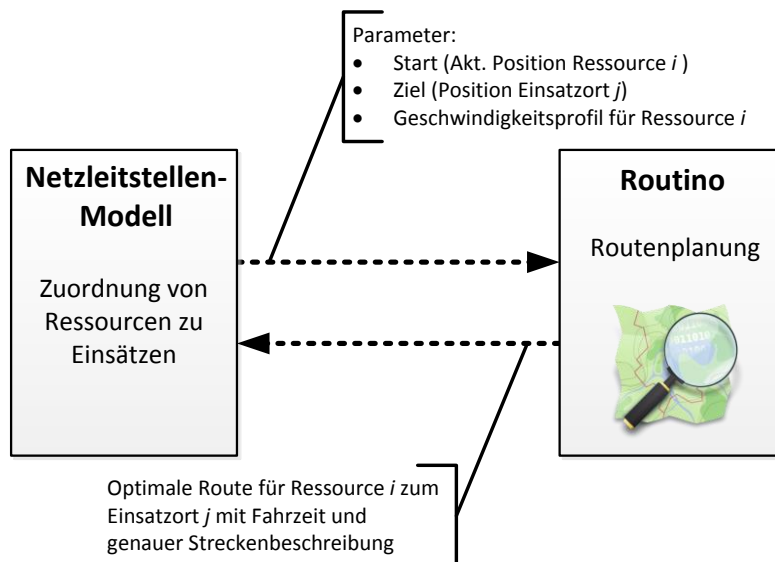 Parameter:
• Start (Akt. Position Ressource i )
• Ziel (Position Einsatzort j)
• Geschwindigkeitsprofil für Ressource i
Netzleitstellen-
Modell
Zuordnung von
Ressourcen zu
Einsätzen
Routino
Routenplanung
Optimale Route für Ressource i zum
Einsatzort j mit Fahrzeit und
genauer Streckenbeschreibung